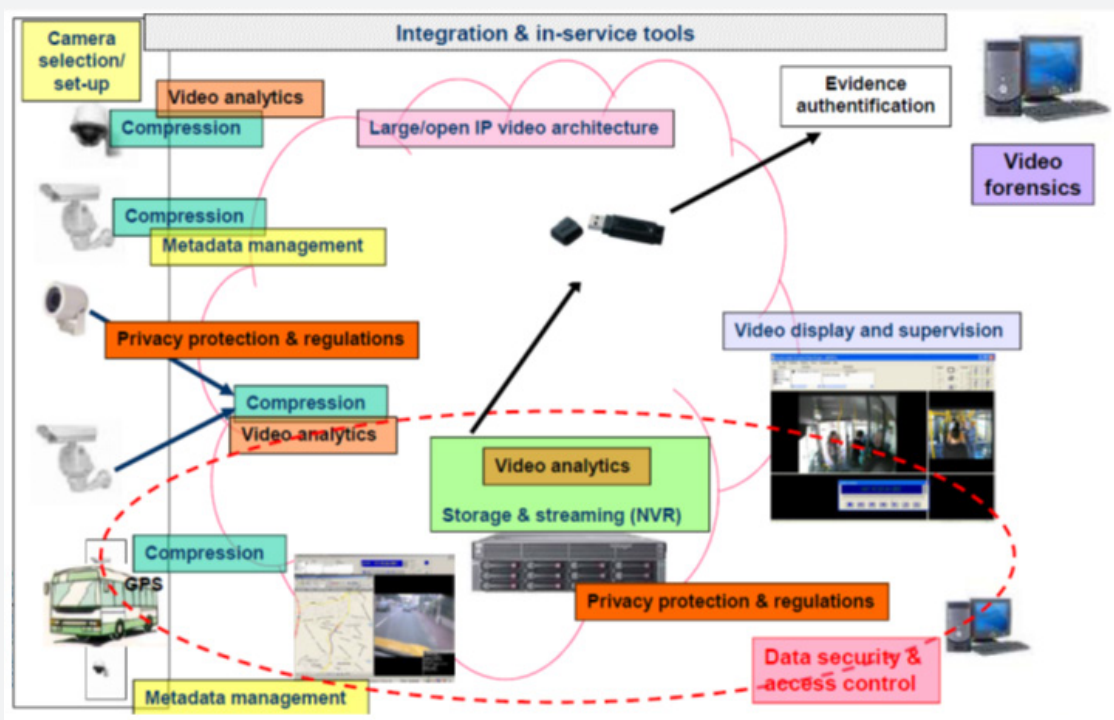 Camera
selection/
set-up
Integration & in-service tools
Video analytics
Compression
Large/open IP video architecture
Evidence
authentification
Video
forensics
Compression
Metadata management
Privacy protection & regulations
Video display and supervision
Compression
Video analytics
Video analytics
Storage & streaming (NVR)
Compression
GPS
Privacy protection & regulations
Data security &
access control
Metadata management